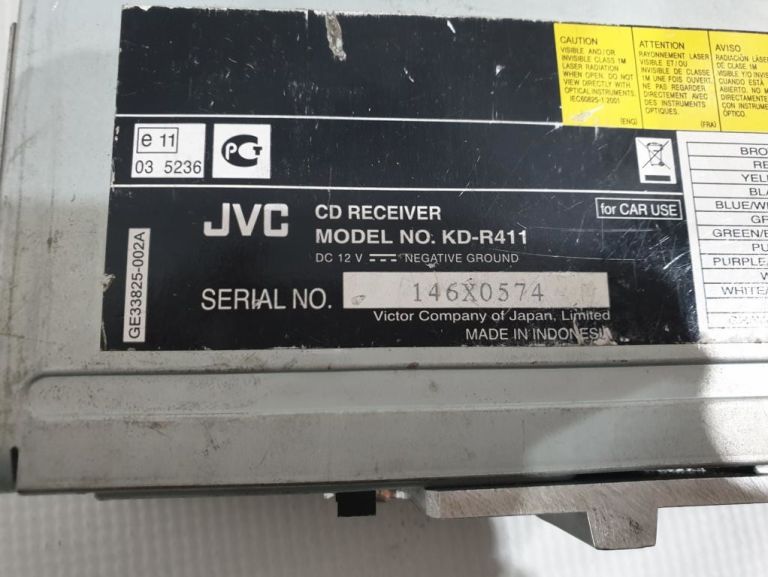 CAUTION
VISIBLE AND/OR
INVISIBLE CLASS 1M
LASER RADIATION
WHEN OPEN. DO NOT
VIEW DIRECTLY WITH
OPTICAL INSTRUMENTS.
IEC60825-1:2001
(ENG)
ATTENTION
RAYONNEMENT LASER
VISIBLE ET/OU
INVISIBLE DE CLASSE
1M UNE FOIS OUVERT.
NE PAS REGARDER
DIRECTEMENT AVEC
DES INSTRUMENTS
OPTIQUES.
(FRA)
AVISO
RADIACIÓN LÁSE
DE CLASE 1M
VISIBLE Y/O INVIS
CUANDO ESTÁ
ABIERTO. NO M
DIRECTAMENTE
CON INSTRUME
ÓPTICO.
e 11
03 5236
PCT
BRO
RE
YELL
BLA
BLUE/WH
GR
GREEN/B
PU
PURPLE/
W
WHITE/
for CAR USE
JVC
CD RECEIVER
MODEL NO. KD-R411
DC 12 V NEGATIVE GROUND
SERIAL NO. 146X0574
Victor Company of Japan, Limited
MADE IN INDONESIA
GE33825-002A